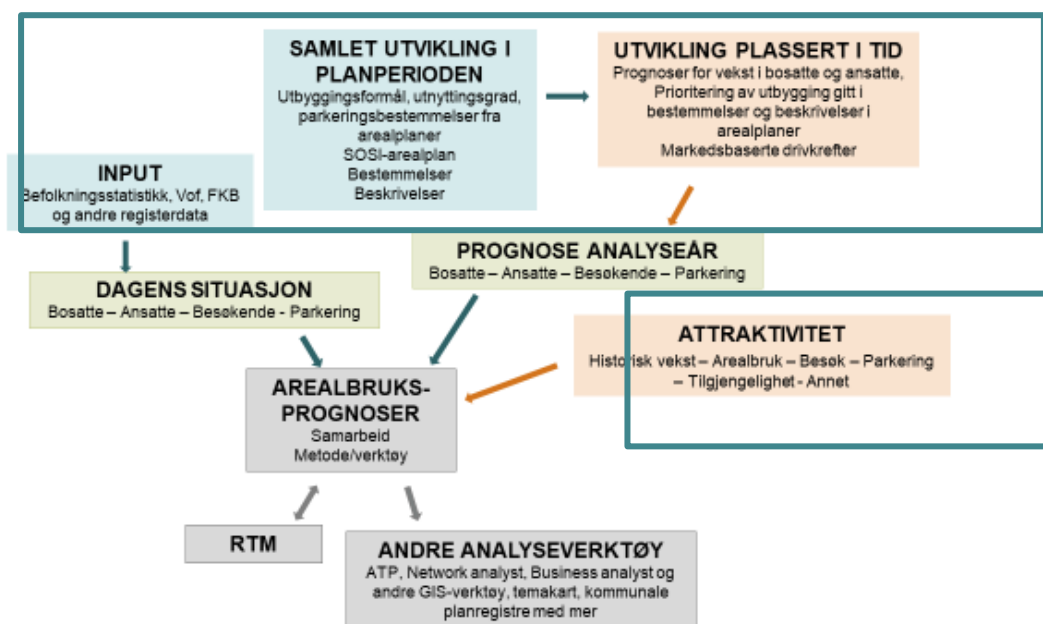 SAMLET UTVIKLING I
PLANPERIODEN
Utbyggingsformål, utnyttingsgrad,
parkeringsbestemmelser fra
arealplaner
SOSI-arealplan
Bestemmelser
Beskrivelser
UTVIKLING PLASSERT I TID
Prognoser for vekst i bosatte og ansatte,
Prioritering av utbygging gitt i
bestemmelser og beskrivelser i
arealplaner
Markedsbaserte drivkrefter
INPUT
Befolkningsstatistikk, Vof, FKB
og andre registerdata
PROGNOSE ANALYSEÅR
Bosatte – Ansatte – Besøkende – Parkering
DAGENS SITUASJON
Bosatte – Ansatte – Besøkende - Parkering
ATTRAKTIVITET
Historisk vekst – Arealbruk – Besøk – Parkering
– Tilgjengelighet - Annet
AREALBRUKS-
PROGNOSER
Samarbeid
Metode/verktøy
RTM
ANDRE ANALYSEVERKTØY
ATP, Network analyst, Business analyst og
andre GIS-verktøy, temakart, kommunale
planregistre med mer